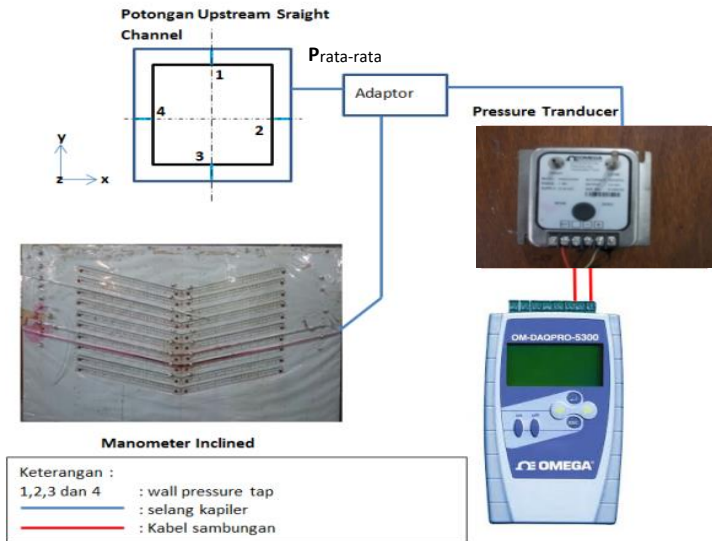 Potongan Upstream Sraight
Channel
Prata-rata
1
4
2
3
y
z
x
Adaptor
Pressure Tranducer
OMEGA
OM-DAQPRO-5300
ESC
OMEGA
Manometer Inclined
Keterangan :
1,2,3 dan 4 : wall pressure tap
: selang kapiler
: Kabel sambungan